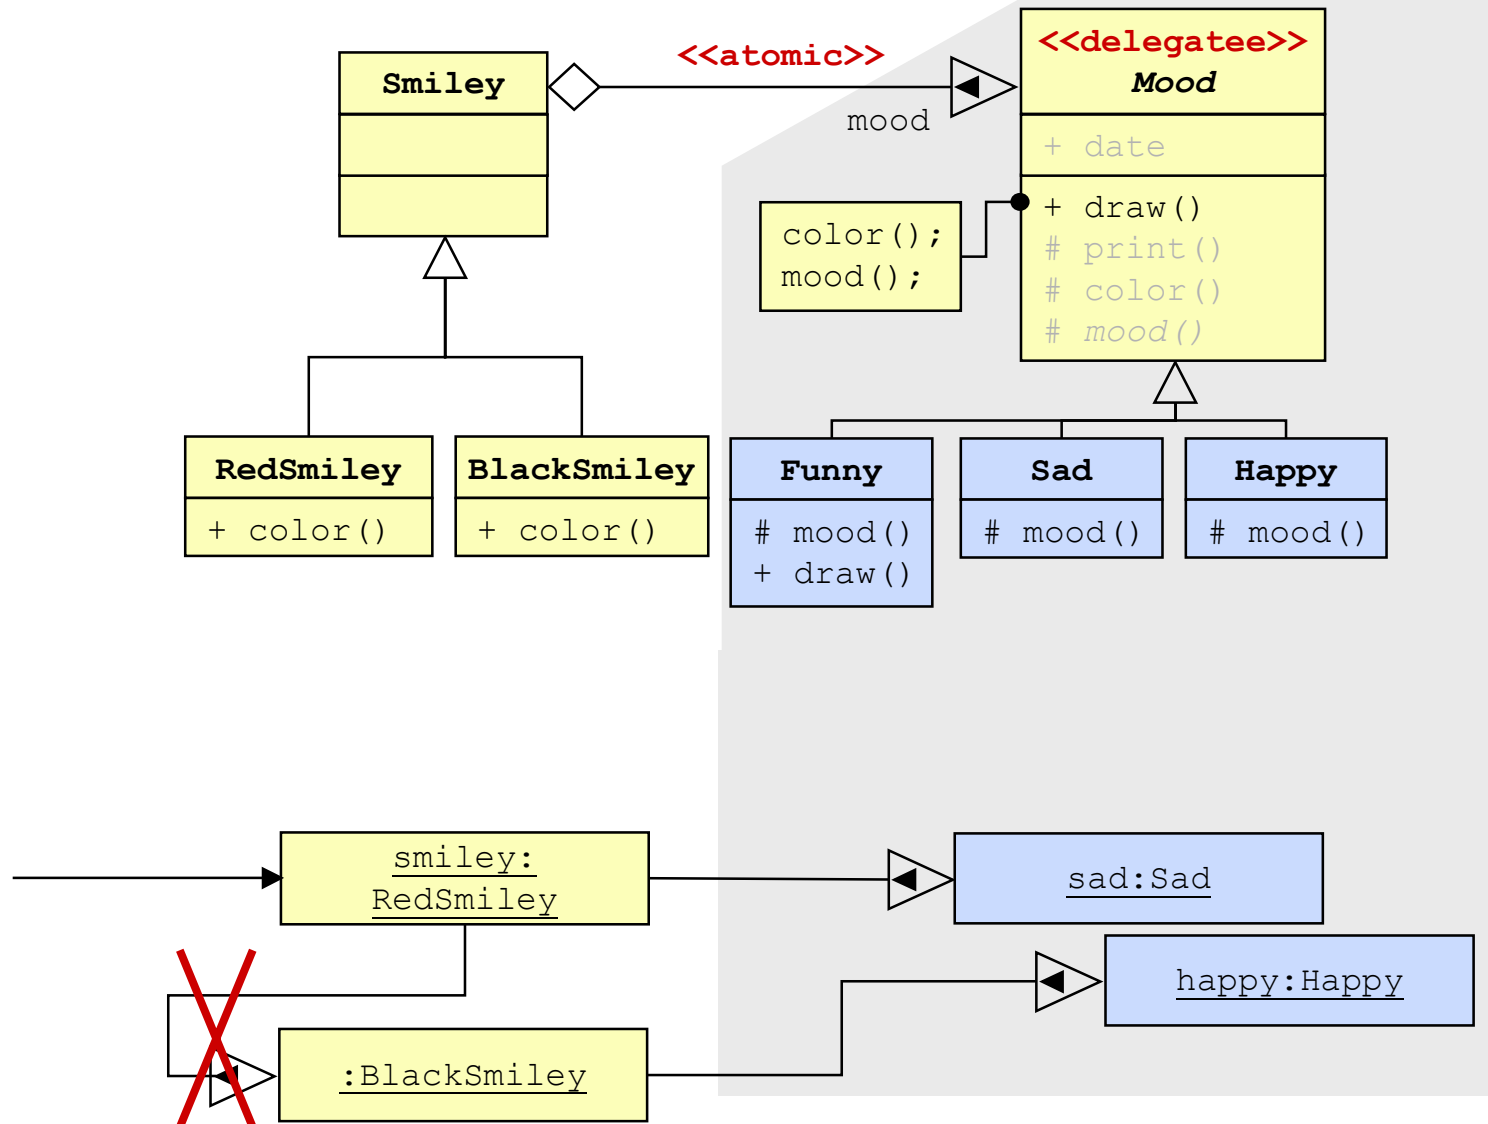 <<atomic>>
Smiley
mood
<<delegatee>>
Mood
+ date
+ draw()
# print()
# color()
# mood()
color();
mood();
RedSmiley
+ color()
BlackSmiley
+ color()
Funny
# mood()
+ draw()
Sad
# mood()
Happy
# mood()
smiley:
RedSmiley
sad:Sad
happy:Happy
:BlackSmiley